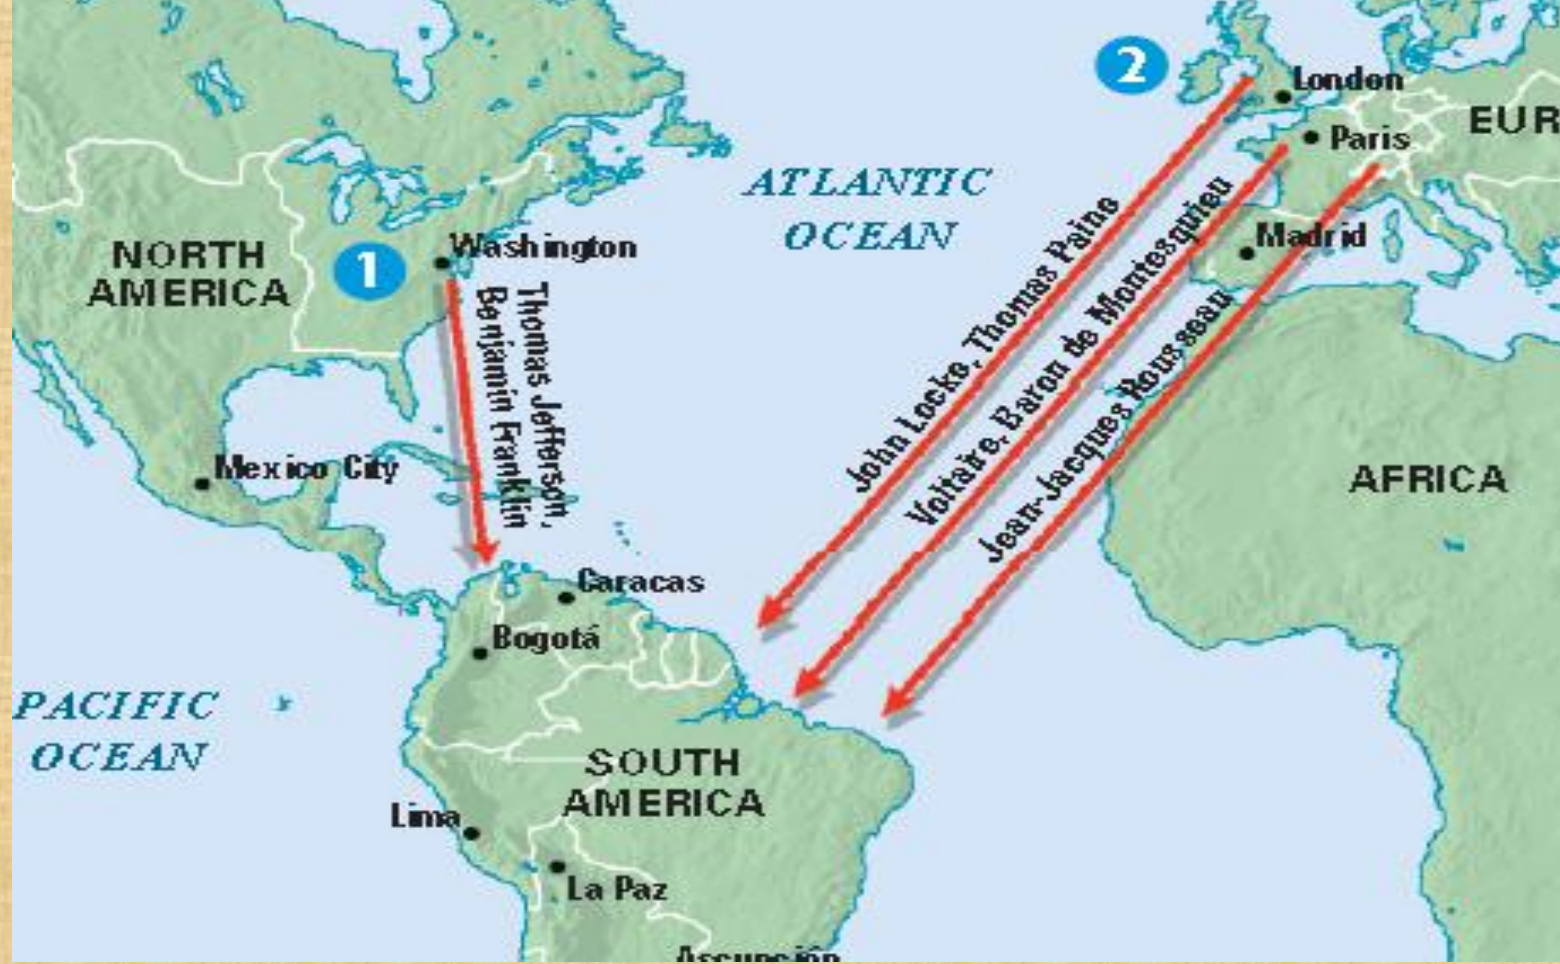 2
London
EUR
Paris
ATLANTIC
OCEAN
NORTH
AMERICA
1
Washington
Madrid
Thomas Jefferson,
Benjamin Franklin
John Locke, Thomas Paine
Voltaire, Baron de Montesquieu
Jean-Jacques Rousseau
Mexico City
AFRICA
Caracas
Bogotá
PACIFIC
OCEAN
SOUTH
AMERICA
Lima
La Paz
Asunción